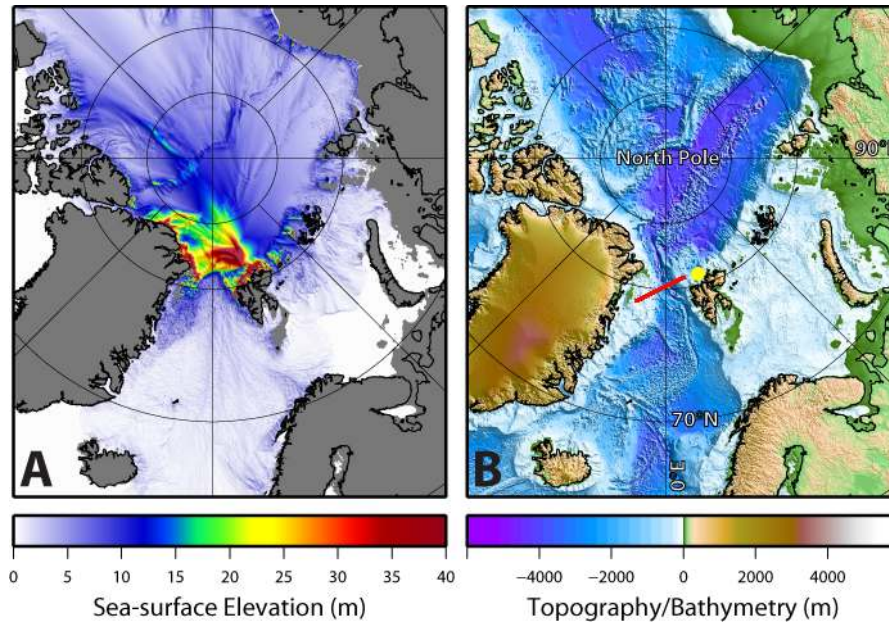 North Pole
90°
70°N
0°E
A
B
0 5 10 15 20 25 30 35 40
−4000 −2000 0 2000 4000
Sea-surface Elevation (m)
Topography/Bathymetry (m)